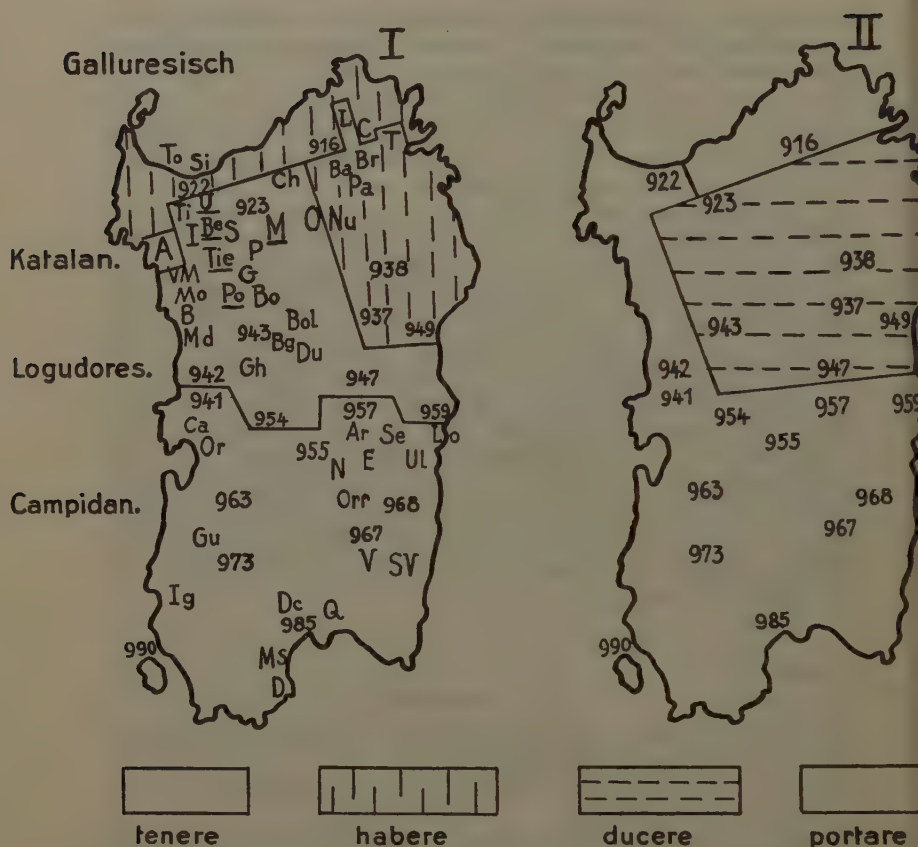 I
II
Galluresisch
Katalan.
Logudores.
Campidan.
To
Si
916
L
C
T
922
U
Ch
Ba
Br
Pa
Ti
923
I
Be
S
M
O
Nu
A
Tie
P
VM
G
938
Mo
Po
Bo
B
Bol
937
949
Md
943
Bg
Du
Gh
942
947
941
954
957
959
Ca
Ar
Se
Lo
Or
955
N
E
Ul
963
Orr
968
967
Gu
973
V
SV
Ig
Dc
Q
985
990
Ms
D
916
922
923
938
937
943
949
942
947
941
954
957
959
955
963
968
967
973
985
990
tenere
habere
ducere
portare